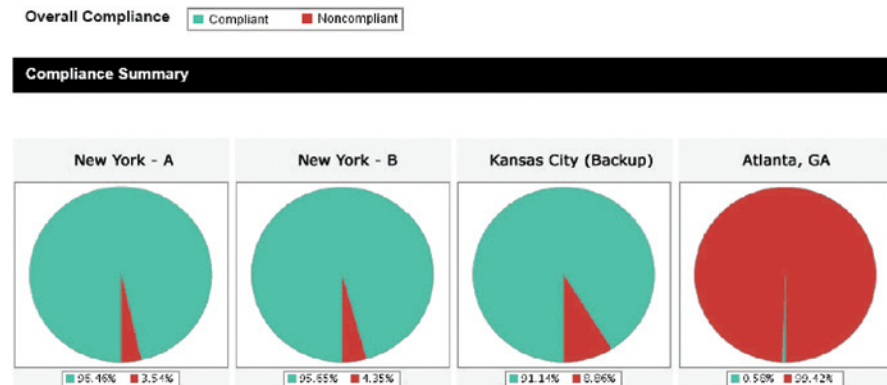 Overall Compliance Compliant Noncompliant
Compliance Summary
New York - A New York - B Kansas City (Backup) Atlanta, GA
96.46% 3.54% 95.65% 4.35% 91.14% 8.86% 0.58% 99.42%